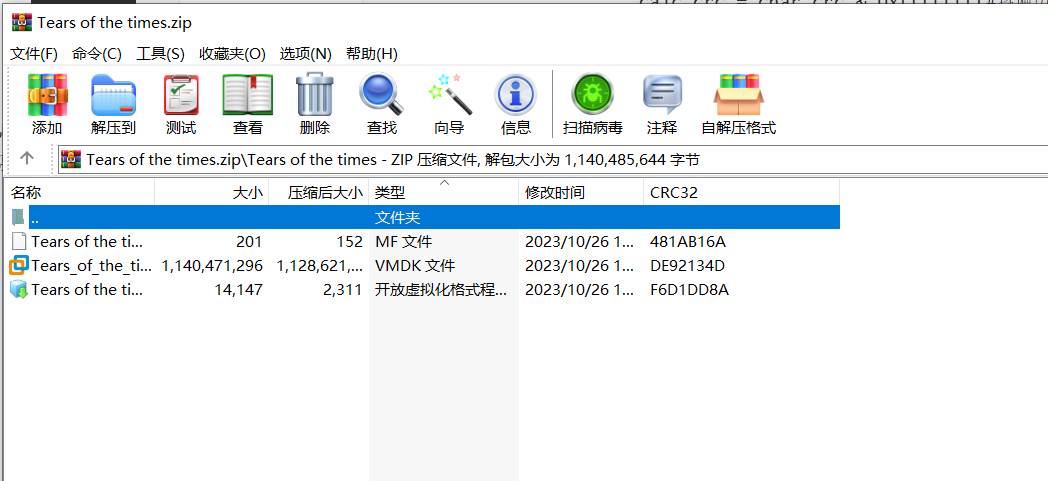 Tears of the times.zip
文件(F) 命令(C) 工具(S) 收藏夹(O) 选项(N) 帮助(H)
添加 解压到 测试 查看 删除 查找 向导 信息 扫描病毒 注释 自解压格式
Tears of the times.zip\Tears of the times - ZIP 压缩文件, 解包大小为 1,140,485,644 字节
名称 大小 压缩后大小 类型 修改时间 CRC32
.. 文件夹
Tears of the ti... 201 152 MF 文件 2023/10/26 1... 481AB16A
Tears_of_the_ti... 1,140,471,296 1,128,621,... VMDK 文件 2023/10/26 1... DE92134D
Tears of the ti... 14,147 2,311 开放虚拟化格式程... 2023/10/26 1... F6D1DD8A